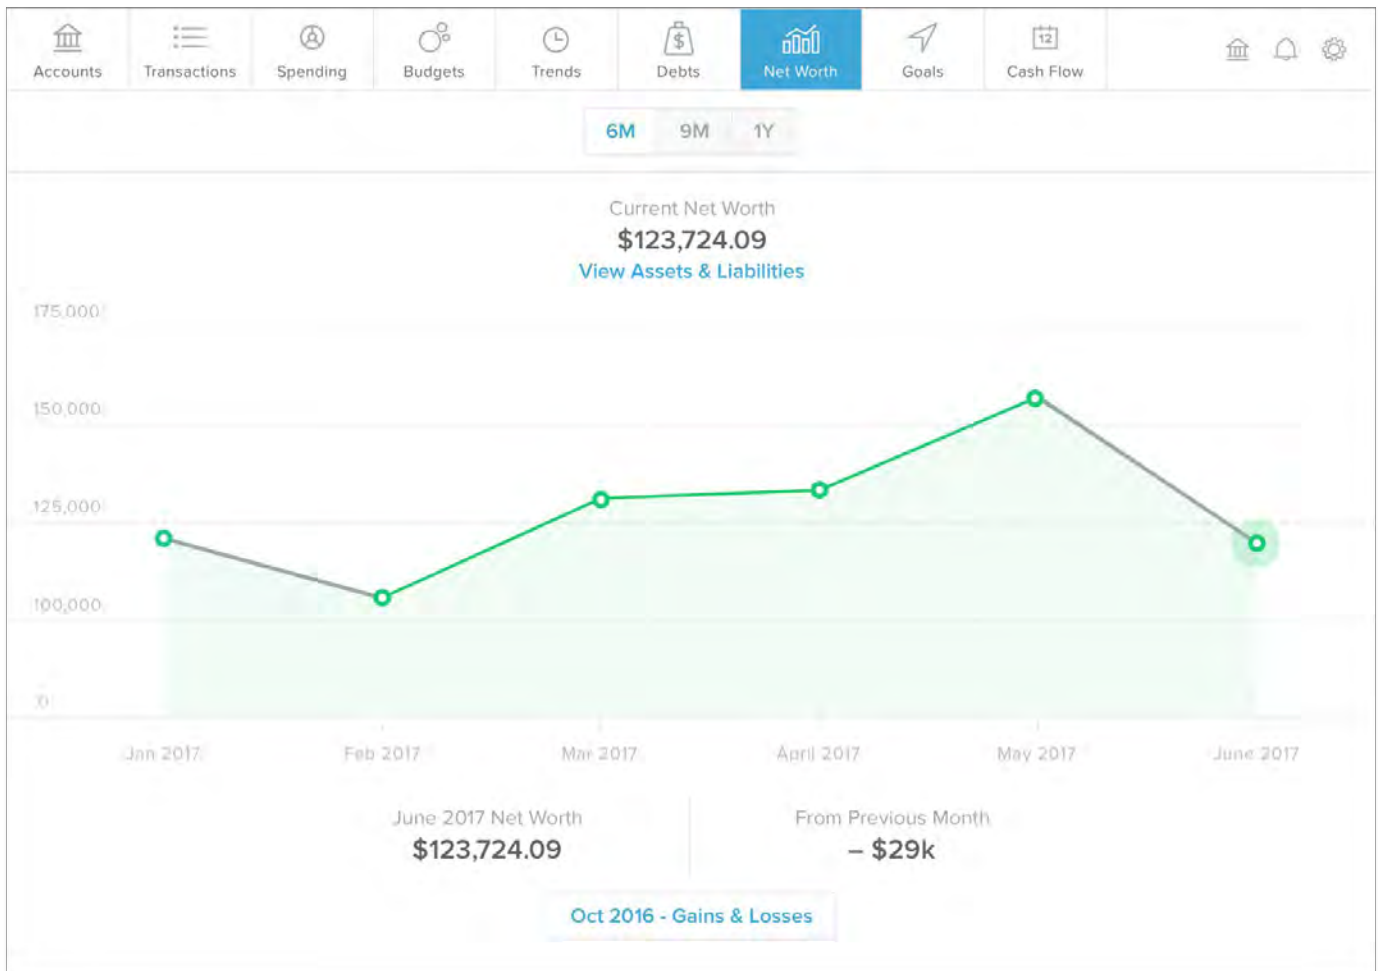 Accounts
Transactions
Spending
Budgets
Trends
Debts
Net Worth
Goals
12
Cash Flow
6M 9M 1Y
Current Net Worth
$123,724.09
View Assets & Liabilities
175,000
150,000
125,000
100,000
0
Jan 2017 Feb 2017 Mar 2017 April 2017 May 2017 June 2017
June 2017 Net Worth
$123,724.09
From Previous Month
– $29k
Oct 2016 - Gains & Losses